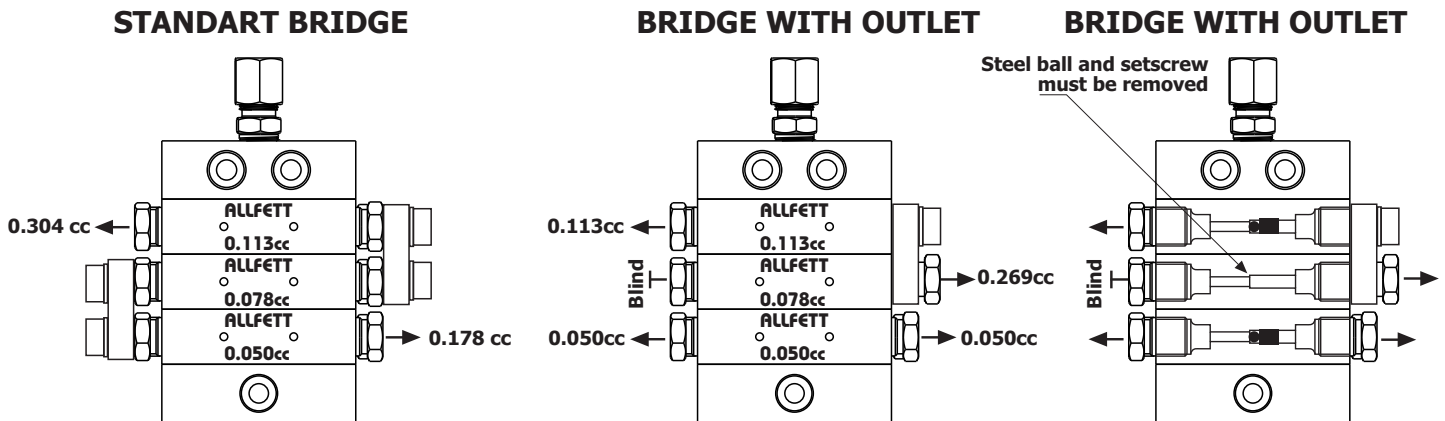 STANDART BRIDGE
0.304 cc
ALLFETT
0.113cc
ALLFETT
0.078cc
ALLFETT
0.050cc
0.178 cc
BRIDGE WITH OUTLET
0.113cc
Blind
0.050cc
ALLFETT
0.113cc
ALLFETT
0.078cc
ALLFETT
0.050cc
0.269cc
0.050cc
BRIDGE WITH OUTLET
Steel ball and setscrew
must be removed
Blind